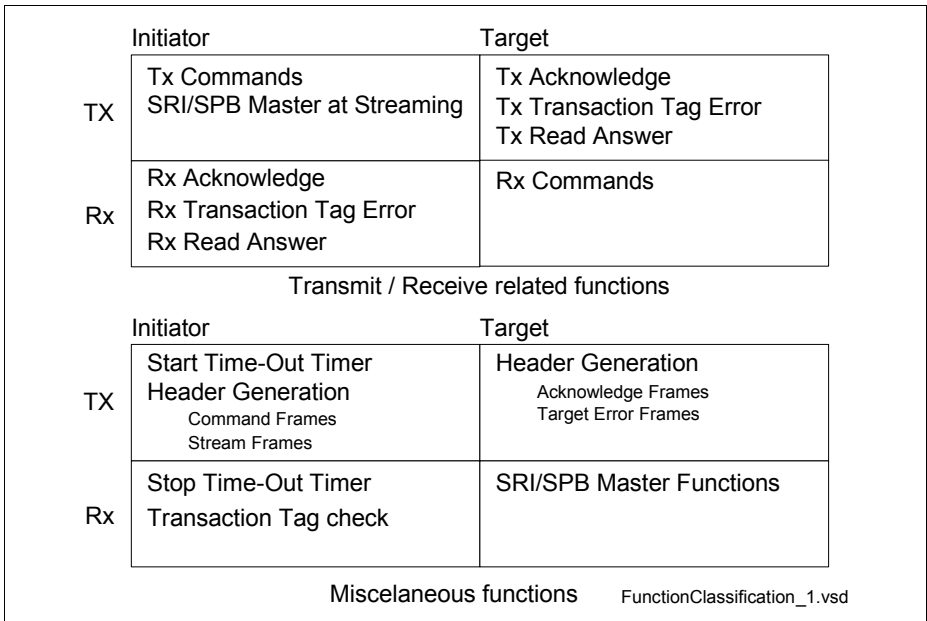 Initiator Target
TX
Tx Commands
SRI/SPB Master at Streaming
Tx Acknowledge
Tx Transaction Tag Error
Tx Read Answer
Rx
Rx Acknowledge
Rx Transaction Tag Error
Rx Read Answer
Rx Commands
Transmit / Receive related functions
Initiator Target
TX
Start Time-Out Timer
Header Generation
Command Frames
Stream Frames
Header Generation
Acknowledge Frames
Target Error Frames
Rx
Stop Time-Out Timer
Transaction Tag check
SRI/SPB Master Functions
Miscelaneous functions
FunctionClassification_1.vsd